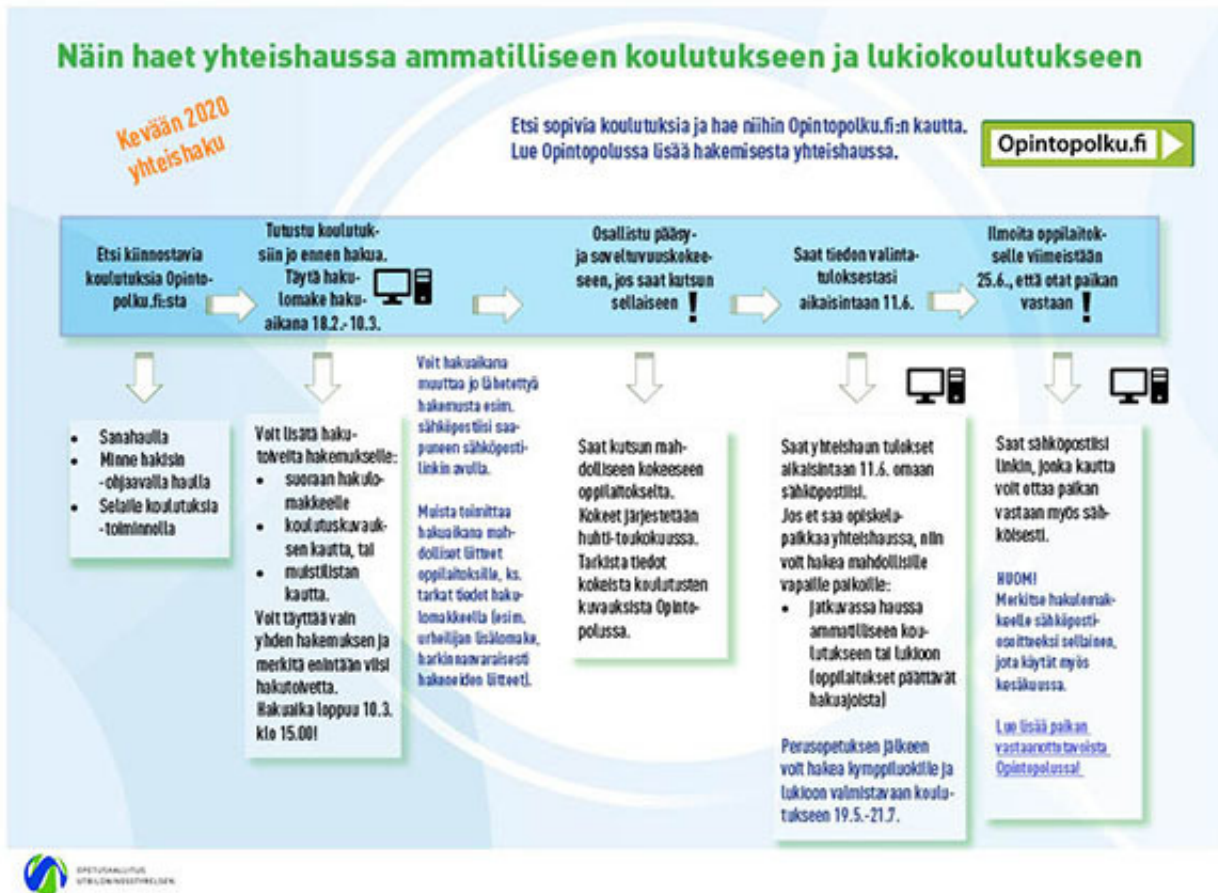 Näin haet yhteishaussa ammatilliseen koulutukseen ja lukiokoulutukseen
Kevään 2020
yhteishaku
Etsi sopivia koulutuksia ja hae niihin Opintopolku.fi:n kautta.
Lue Opintopolussa lisää hakemisesta yhteishaussa.
Opintopolku.fi
Etsi kiinnostavia
koulutuksia Opinto-
polku.fi:sta
Tutustu koulutuk-
siin jo ennen hakua.
Täytä haku-
lomake haku-
aikana 18.2.-10.3.
Osallistu pääsy-
ja soveltuvuuskokee-
seen, jos saat kutsun
sellaiseen !
Saat tiedon valinta-
tuloksestasi
aikaisintaan 11.6.
Ilmoita oppilaitok-
selle viimeistään
25.6., että otat paikan
vastaan !
• Sanahaulla
• Minne hakisin
-ohjaavalla haulla
• Selaile koulutuksia
-toiminnolla
Voit lisätä haku-
toiveita hakemukselle:
• suoraan hakulo-
makkeelle
• koulutuskuvauk-
sen kautta, tai
• muistilistan
kautta.
Voit täyttää vain
yhden hakemuksen ja
merkitä enintään viisi
hakutoivetta.
Hakuaika loppuu 10.3.
klo 15.00!
Voit hakuaikana
muuttaa jo lähetettyä
hakemusta esim.
sähköpostiisi saa-
puneen sähköposti-
linkin avulla.
Muista toimittaa
hakuaikana mah-
dolliset liitteet
oppilaitoksille, ks.
tarkat tiedot haku-
lomakkeella (esim.
urheilijan lisälomake,
harkinnanvaraisesti
hakeneiden liitteet).
Saat kutsun mah-
dolliseen kokeeseen
oppilaitokselta.
Kokeet järjestetään
huhti-toukokuussa.
Tarkista tiedot
kokeista koulutusten
kuvauksista Opinto-
polussa.
Saat yhteishaun tulokset
aikaisintaan 11.6. omaan
sähköpostiisi.
Jos et saa opiskelu-
paikkaa yhteishaussa, niin
voit hakea mahdollisille
vapaille paikoille:
• jatkuvassa haussa
ammatilliseen kou-
lutukseen tai lukioon
(oppilaitokset päättävät
hakuajoista)
Perusopetuksen jälkeen
voit hakea kymppiluokille ja
lukioon valmistavaan koulu-
tukseen 19.5.-21.7.
Saat sähköpostiisi
linkin, jonka kautta
voit ottaa paikan
vastaan myös säh-
köisesti.
HUOM!
Merkitse hakulomak-
keelle sähköposti-
osoitteeksi sellainen,
jota käytät myös
kesäkuussa.
Lue lisää paikan
vastaanottotavoista
Opintopolussa!
OPETUSHALLITUS
UTBILDNINGSSTYRELSEN